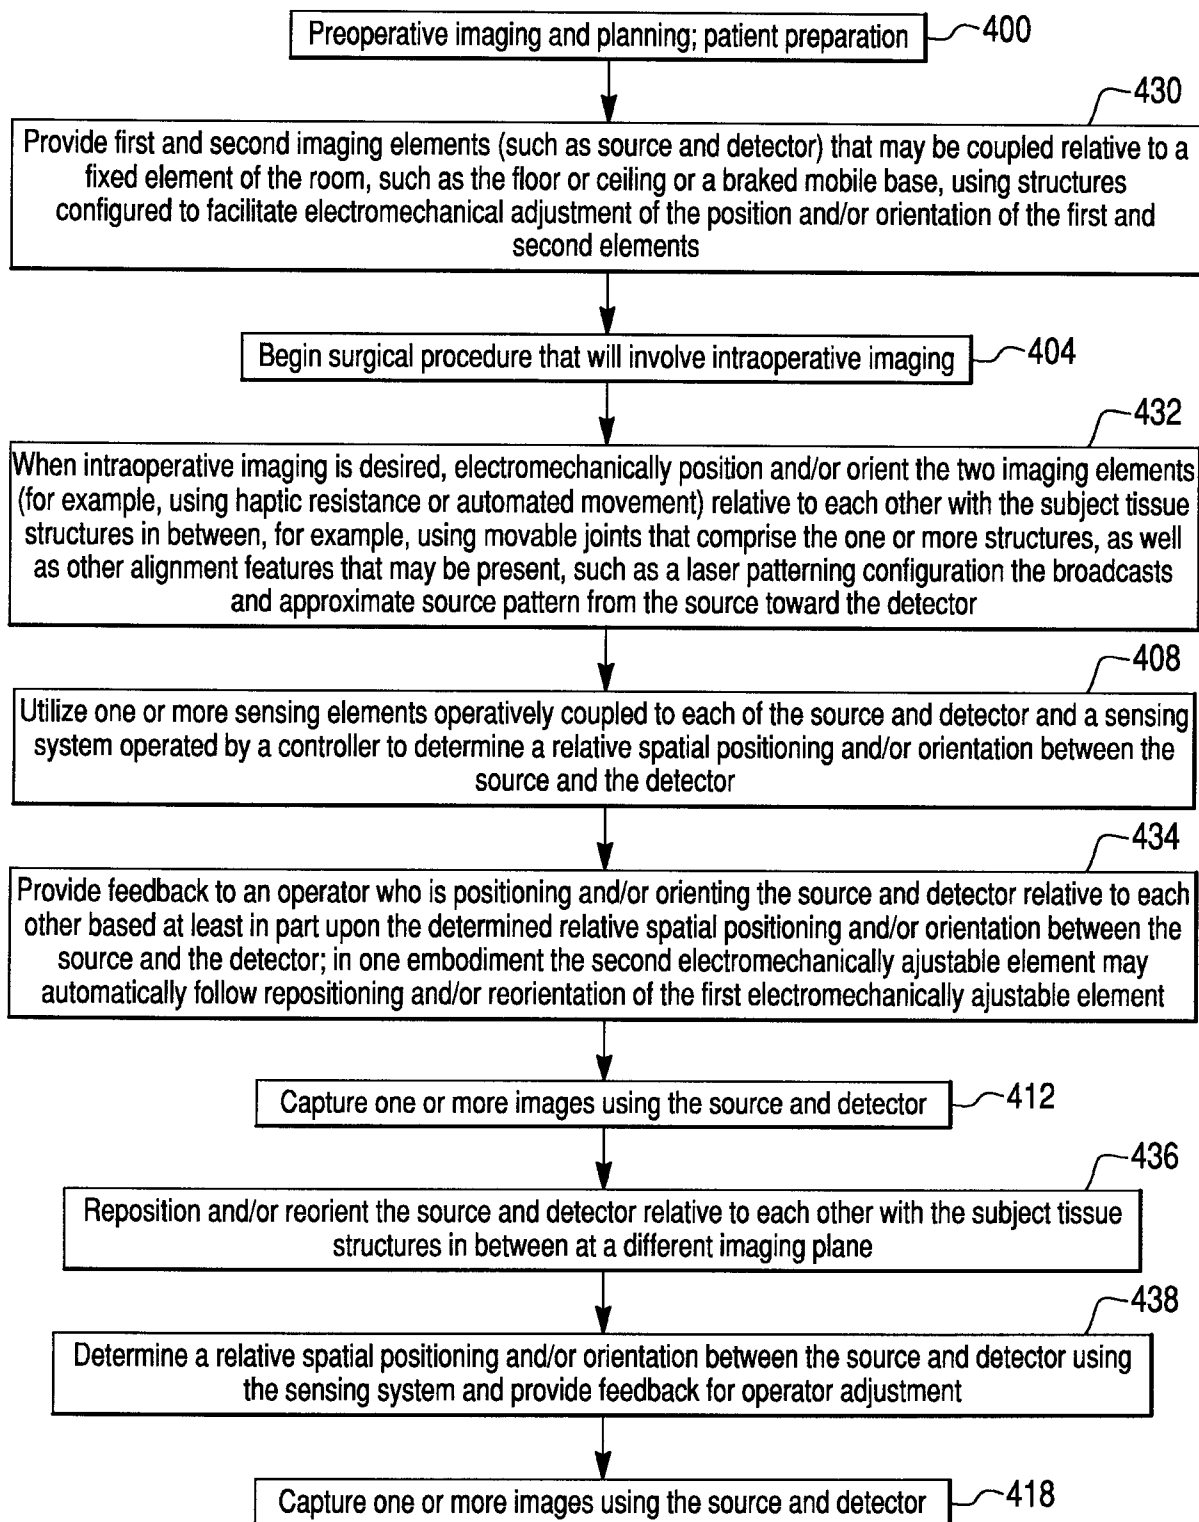 Preoperative imaging and planning; patient preparation
400
430
Provide first and second imaging elements (such as source and detector) that may be coupled relative to a
fixed element of the room, such as the floor or ceiling or a braked mobile base, using structures
configured to facilitate electromechanical adjustment of the position and/or orientation of the first and
second elements
Begin surgical procedure that will involve intraoperative imaging
404
432
When intraoperative imaging is desired, electromechanically position and/or orient the two imaging elements
(for example, using haptic resistance or automated movement) relative to each other with the subject tissue
structures in between, for example, using movable joints that comprise the one or more structures, as well
as other alignment features that may be present, such as a laser patterning configuration the broadcasts
and approximate source pattern from the source toward the detector
408
Utilize one or more sensing elements operatively coupled to each of the source and detector and a sensing
system operated by a controller to determine a relative spatial positioning and/or orientation between the
source and the detector
434
Provide feedback to an operator who is positioning and/or orienting the source and detector relative to each
other based at least in part upon the determined relative spatial positioning and/or orientation between the
source and the detector; in one embodiment the second electromechanically ajustable element may
automatically follow repositioning and/or reorientation of the first electromechanically ajustable element
Capture one or more images using the source and detector
412
436
Reposition and/or reorient the source and detector relative to each other with the subject tissue
structures in between at a different imaging plane
438
Determine a relative spatial positioning and/or orientation between the source and detector using
the sensing system and provide feedback for operator adjustment
Capture one or more images using the source and detector
418